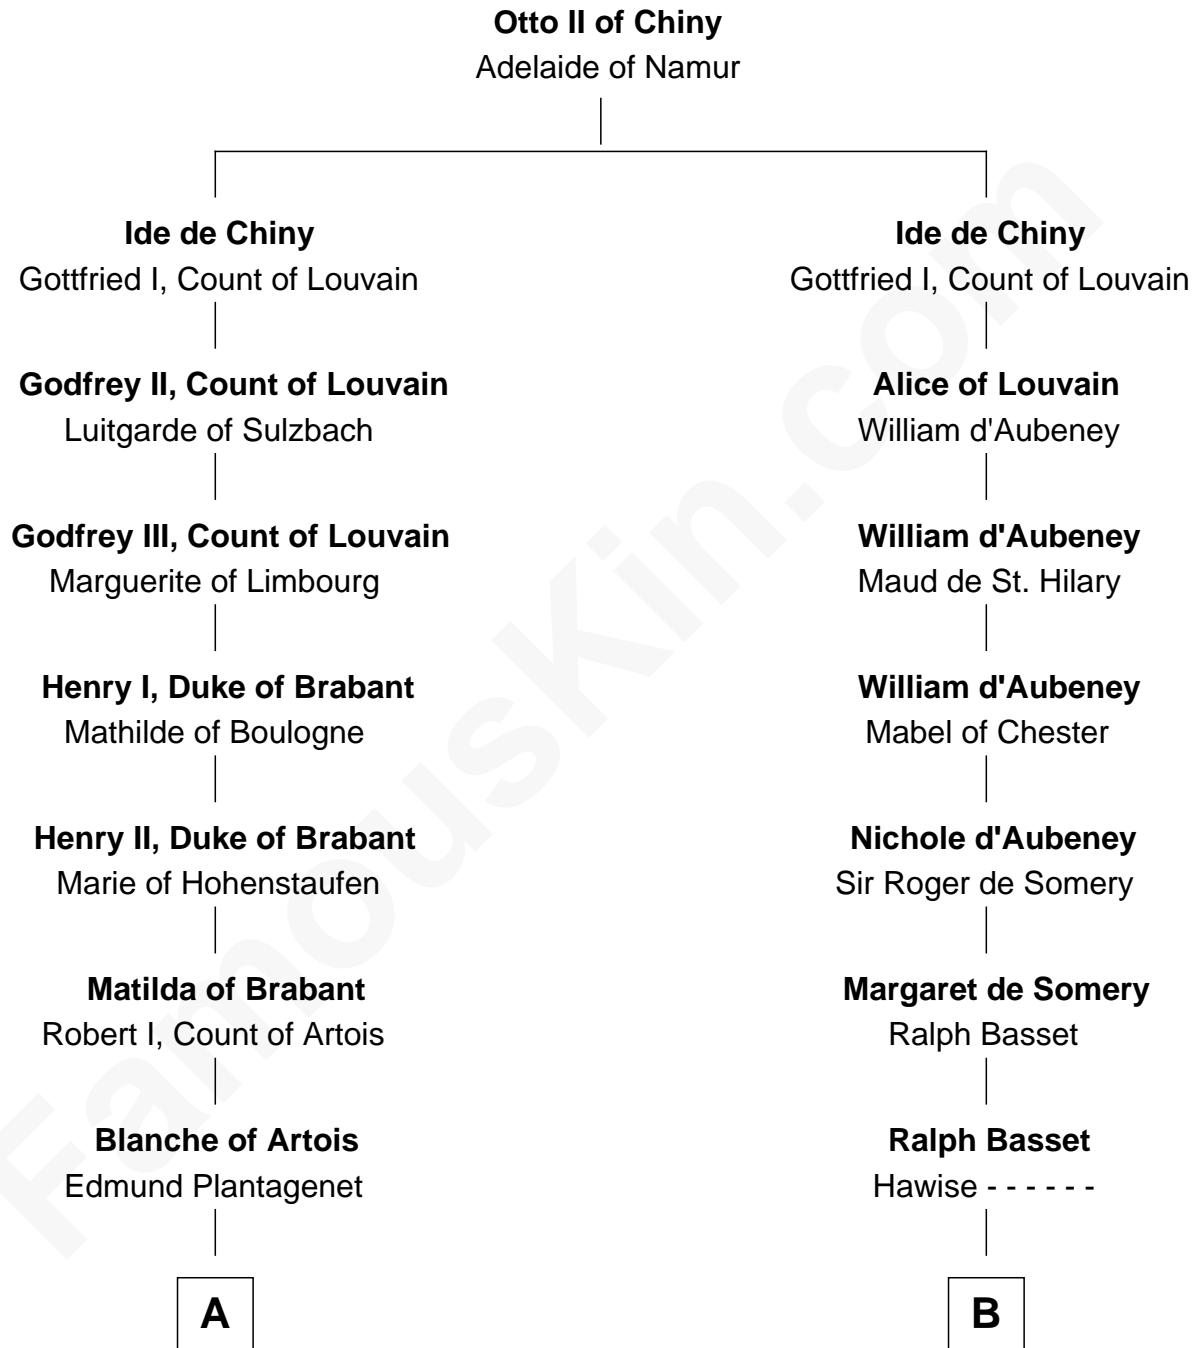 Otto II of Chiny
Adelaide of Namur
Ide de Chiny
Gottfried I, Count of Louvain
Ide de Chiny
Gottfried I, Count of Louvain
Godfrey II, Count of Louvain
Luitgarde of Sulzbach
Alice of Louvain
William d'Aubeney
Godfrey III, Count of Louvain
Marguerite of Limbourg
William d'Aubeney
Maud de St. Hilary
Henry I, Duke of Brabant
Mathilde of Boulogne
William d'Aubeney
Mabel of Chester
Henry II, Duke of Brabant
Marie of Hohenstaufen
Nichole d'Aubeney
Sir Roger de Somery
Matilda of Brabant
Robert I, Count of Artois
Margaret de Somery
Ralph Basset
Blanche of Artois
Edmund Plantagenet
Ralph Basset
Hawise - - - - - -
A
B
FamousKin.com